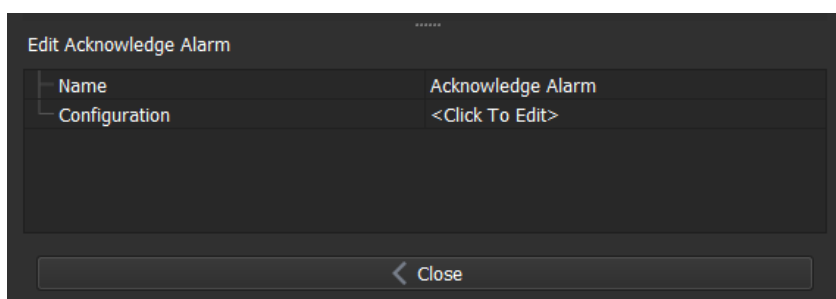 Edit Acknowledge Alarm
Name Acknowledge Alarm
Configuration <Click To Edit>
Close